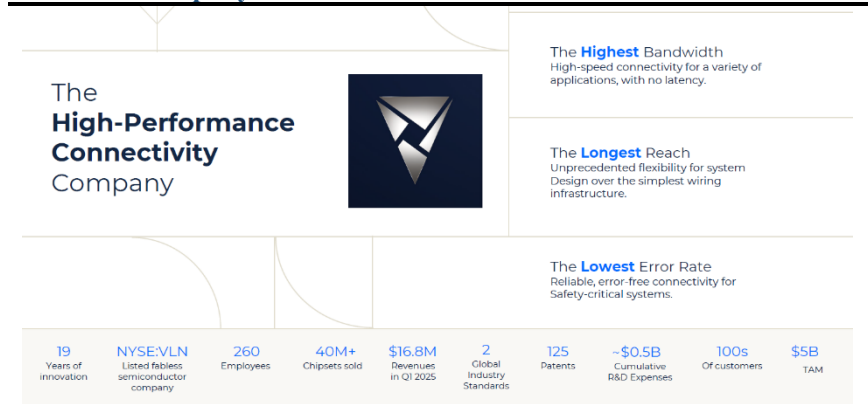 The
High-Performance
Connectivity
Company
The Highest Bandwidth
High-speed connectivity for a variety of
applications, with no latency.
The Longest Reach
Unprecedented flexibility for system
Design over the simplest wiring
infrastructure.
The Lowest Error Rate
Reliable, error-free connectivity for
Safety-critical systems.
19
Years of
innovation
NYSE:VLN
Listed fabless
semiconductor
company
260
Employees
40M+
Chipsets sold
$16.8M
Revenues
in Q1 2025
2
Global
Industry
Standards
125
Patents
~$0.5B
Cumulative
R&D Expenses
100s
Of customers
$5B
TAM